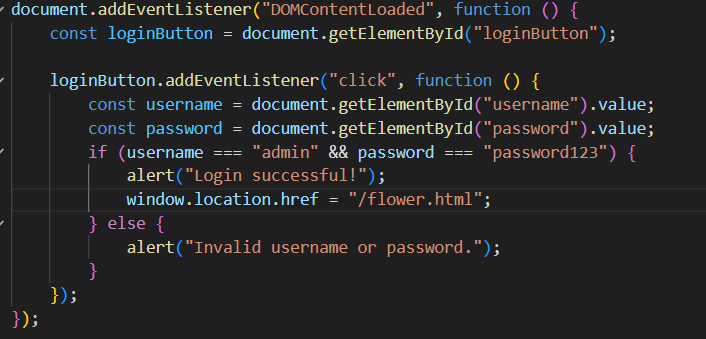 document.addEventListener("DOMContentLoaded", function () {
    const loginButton = document.getElementById("loginButton");

    loginButton.addEventListener("click", function () {
        const username = document.getElementById("username").value;
        const password = document.getElementById("password").value;
        if (username === "admin" && password === "password123") {
            alert("Login successful!");
            window.location.href = "/flower.html";
        } else {
            alert("Invalid username or password.");
        }
    });
});